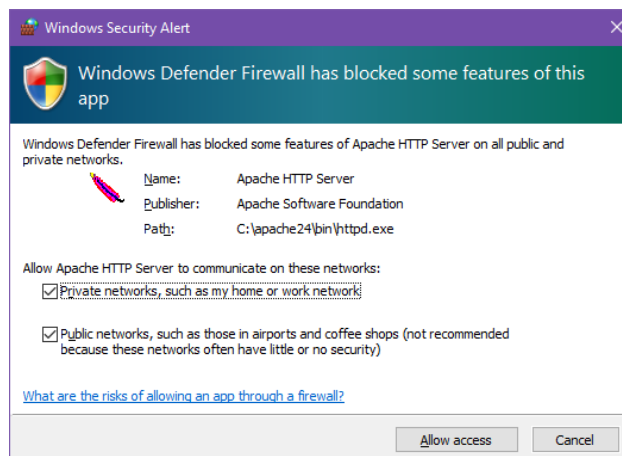 Windows Security Alert
Windows Defender Firewall has blocked some features of this
app
Windows Defender Firewall has blocked some features of Apache HTTP Server on all public and
private networks.
Name: Apache HTTP Server
Publisher: Apache Software Foundation
Path: C:\apache24\bin\httpd.exe
Allow Apache HTTP Server to communicate on these networks:
Private networks, such as my home or work network
Public networks, such as those in airports and coffee shops (not recommended
because these networks often have little or no security)
What are the risks of allowing an app through a firewall?
Allow access Cancel